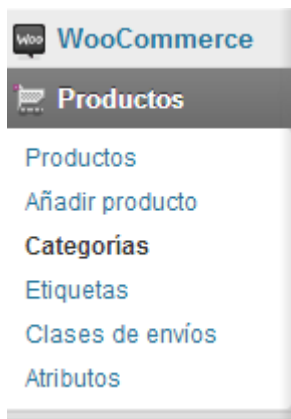 Woo WooCommerce
Productos
Productos
Añadir producto
Categorías
Etiquetas
Clases de envíos
Atributos